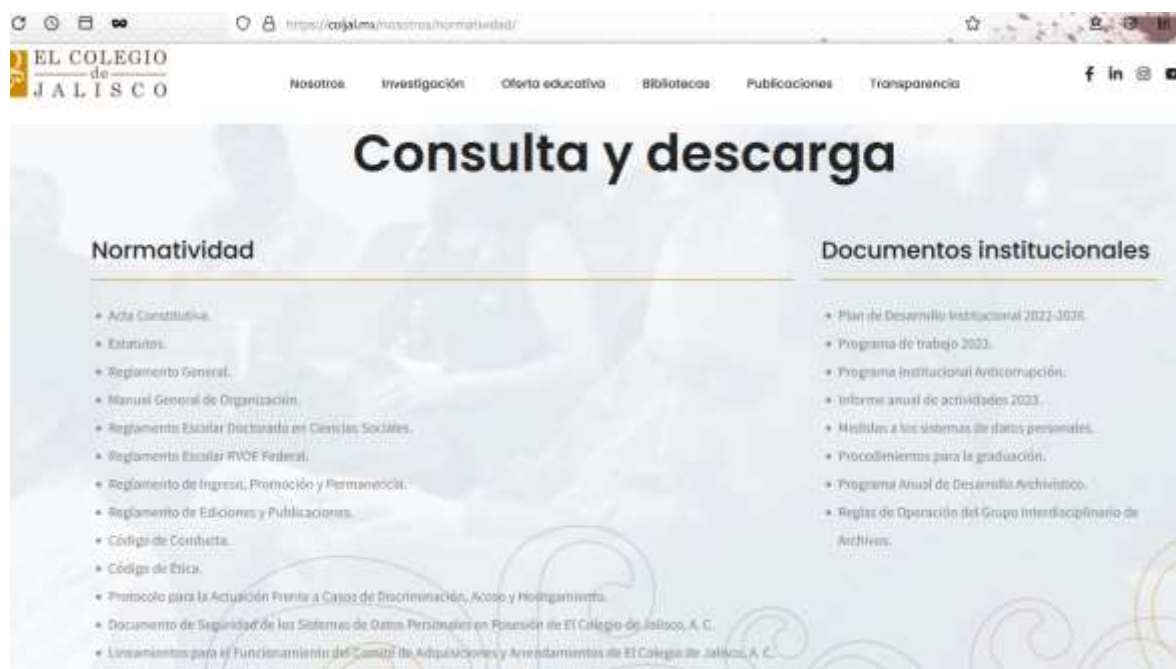 https://coljal.mx/nosotros/normatividad/
EL COLEGIO
de
JALISCO
Nosotros Investigación Oferta educativa Bibliotecas Publicaciones Transparencia
Consulta y descarga
Normatividad
• Acta Constitutiva.
• Estatutos.
• Reglamento General.
• Manual General de Organización.
• Reglamento Escolar Doctorado en Ciencias Sociales.
• Reglamento Escolar RVOE Federal.
• Reglamento de Ingreso, Promoción y Permanencia.
• Reglamento de Ediciones y Publicaciones.
• Código de Conducta.
• Código de Ética.
• Protocolo para la Actuación Frente a Casos de Discriminación, Acoso y Hostigamiento.
• Documento de Seguridad de los Sistemas de Datos Personales en Posesión de El Colegio de Jalisco, A. C.
• Lineamientos para el Funcionamiento del Comité de Adquisiciones y Arrendamientos de El Colegio de Jalisco, A. C.
Documentos institucionales
• Plan de Desarrollo Institucional 2022-2026.
• Programa de trabajo 2023.
• Programa Institucional Anticorrupción.
• Informe anual de actividades 2023.
• Medidas a los sistemas de datos personales.
• Procedimientos para la graduación.
• Programa Anual de Desarrollo Archivístico.
• Reglas de Operación del Grupo Interdisciplinario de
Archivos.